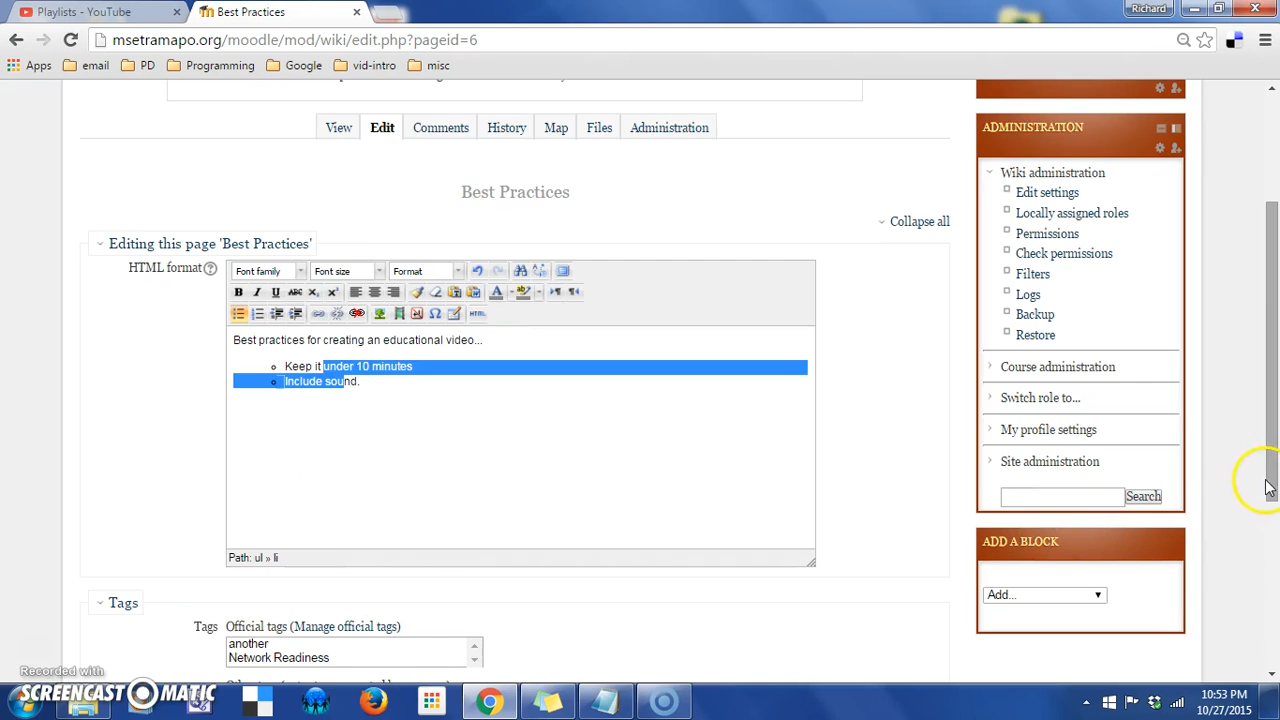 Playlists - YouTube
Best Practices
Richard
msetramapo.org/moodle/mod/wiki/edit.php?pageid=6
Apps
email
PD
Programming
Google
vid-intro
misc
View
Edit
Comments
History
Map
Files
Administration
Best Practices
Collapse all
Editing this page 'Best Practices'
HTML format
Font family
Font size
Format
B I U ABC
HTML
Best practices for creating an educational video...
Keep it under 10 minutes
Include sound.
Path: ul » li
Tags
Tags
Official tags (Manage official tags)
another
Network Readiness
ADMINISTRATION
Wiki administration
Edit settings
Locally assigned roles
Permissions
Check permissions
Filters
Logs
Backup
Restore
Course administration
Switch role to...
My profile settings
Site administration
Search
ADD A BLOCK
Add...
Recorded with
SCREENCAST-O-MATIC
10:53 PM
10/27/2015